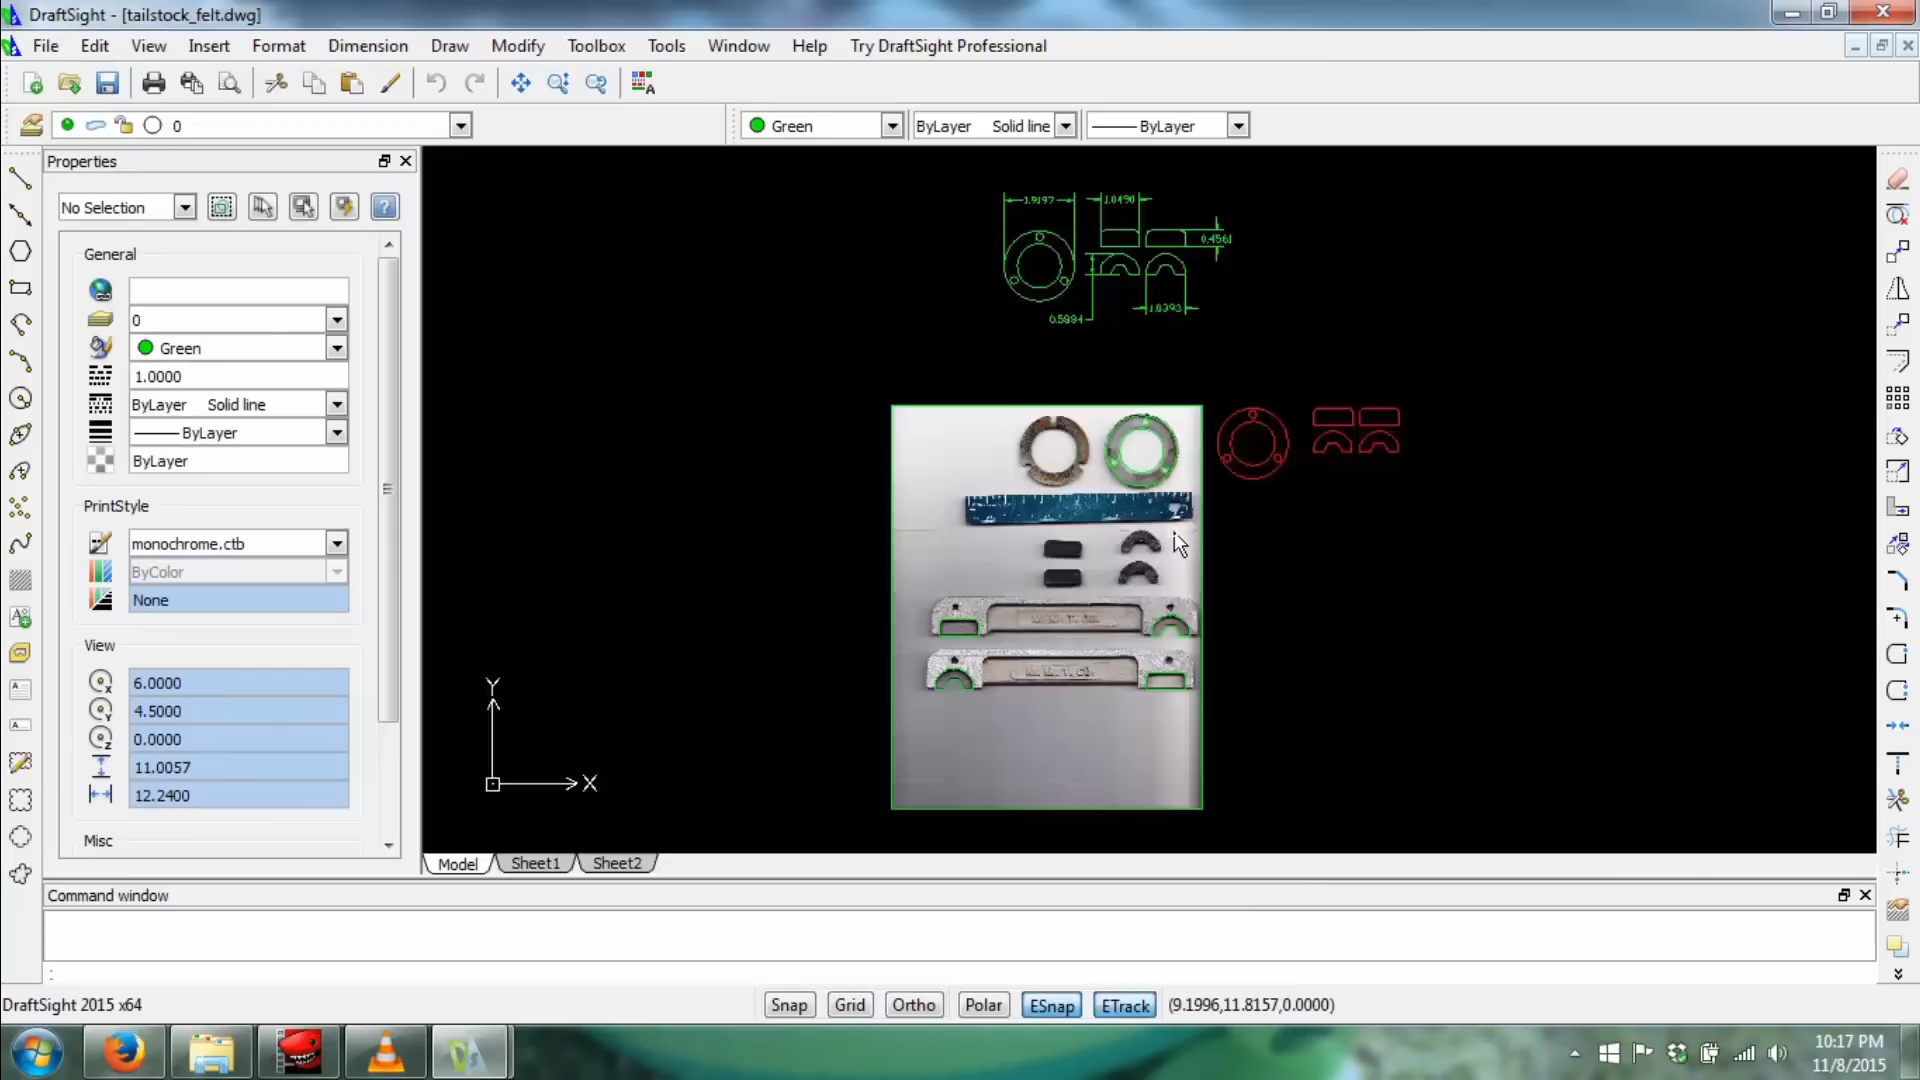 DraftSight - [tailstock_felt.dwg]
File Edit View Insert Format Dimension Draw Modify Toolbox Tools Window Help Try DraftSight Professional
0
Green
ByLayer Solid line
ByLayer
Properties
No Selection
General
0
Green
1.0000
ByLayer Solid line
ByLayer
ByLayer
PrintStyle
monochrome.ctb
ByColor
None
View
6.0000
4.5000
0.0000
11.0057
12.2400
Misc
1.9197
1.0490
0.4561
1.0393
Y
X
Model Sheet1 Sheet2
Command window
:
DraftSight 2015 x64
Snap Grid Ortho Polar ESnap ETrack (9.1996,11.8157,0.0000)
10:17 PM
11/8/2015